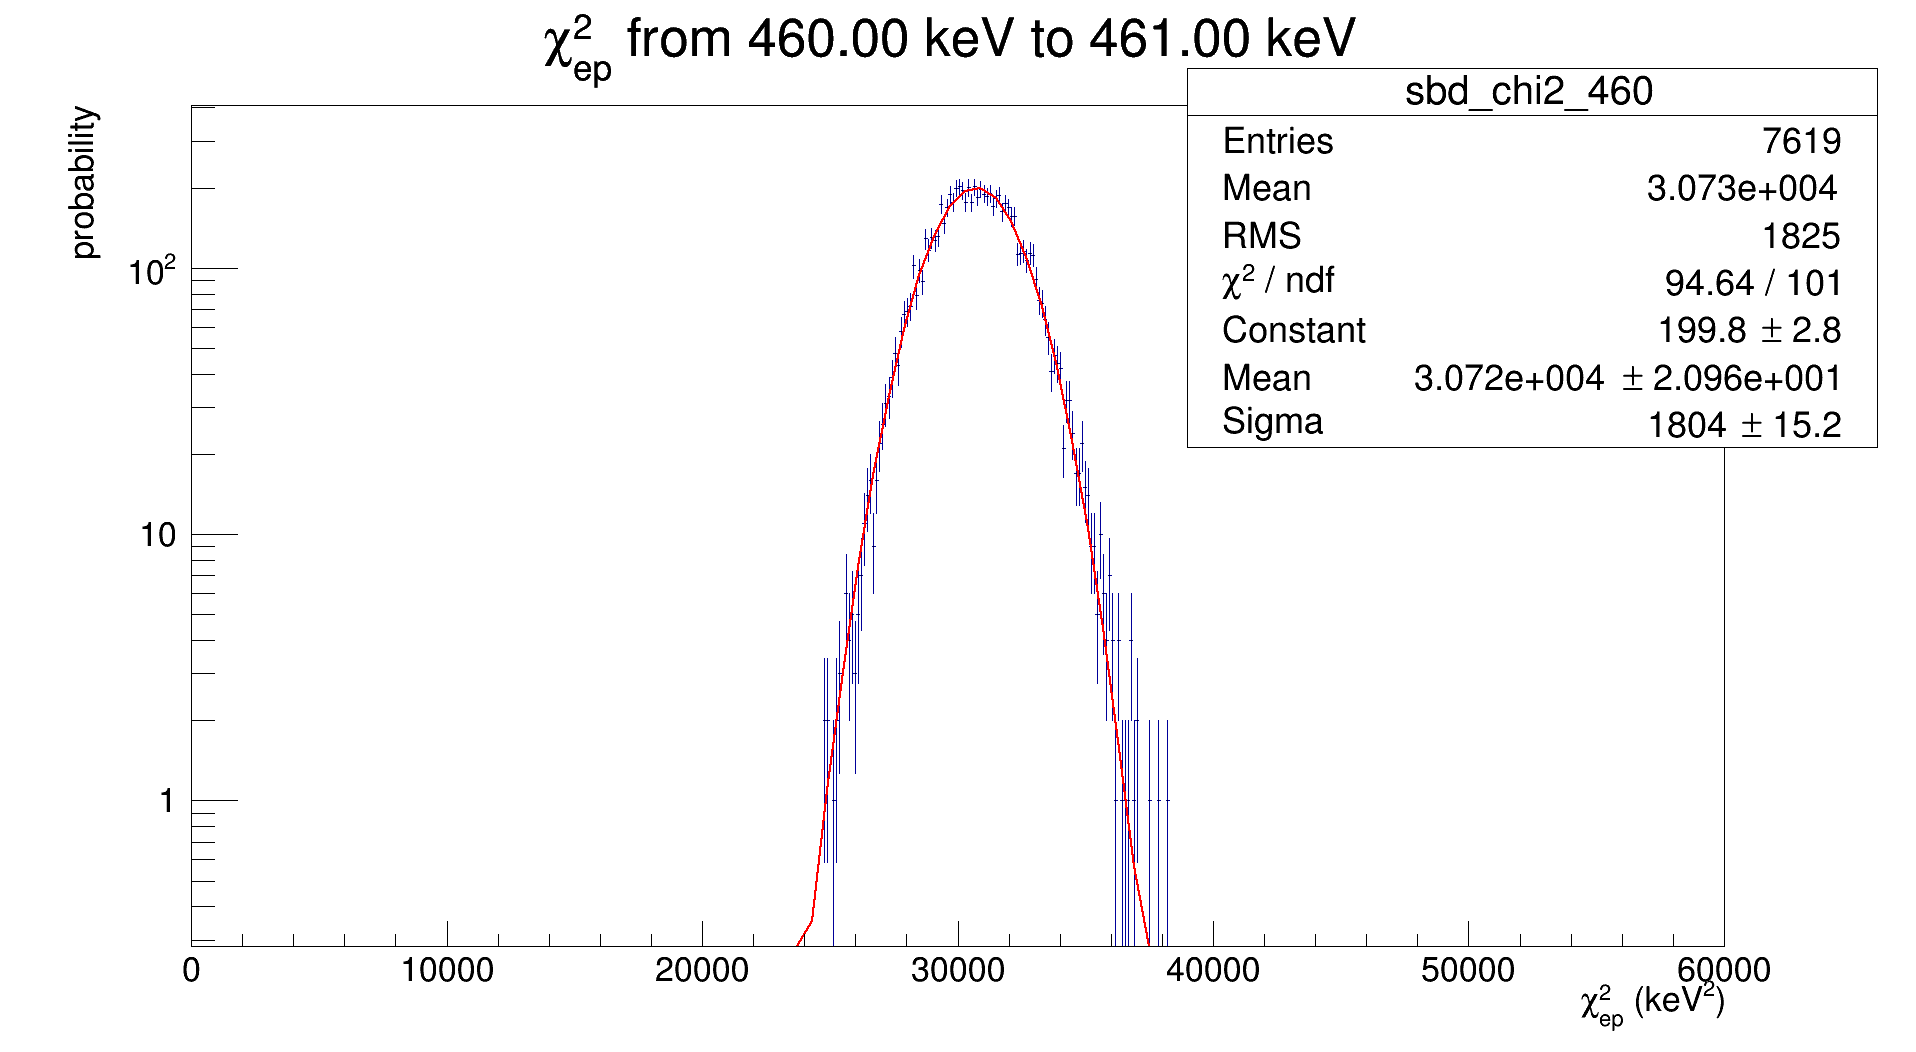 χ²ep from 460.00 keV to 461.00 keV
sbd_chi2_460
Entries 7619
Mean 3.073e+004
RMS 1825
χ² / ndf 94.64 / 101
Constant 199.8 ± 2.8
Mean 3.072e+004 ± 2.096e+001
Sigma 1804 ± 15.2
probability
10²
10
1
0 10000 20000 30000 40000 50000 60000
χ²ep (keV²)